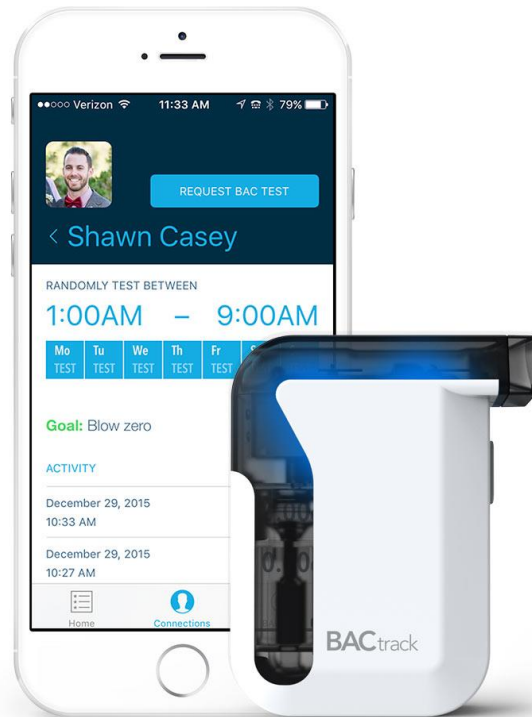 Verizon 11:33 AM 79%
REQUEST BAC TEST
Shawn Casey
RANDOMLY TEST BETWEEN
1:00AM – 9:00AM
Mo Tu We Th Fr S
TEST TEST TEST TEST TEST
Goal: Blow zero
ACTIVITY
December 29, 2015
10:33 AM
December 29, 2015
10:27 AM
Home Connections
BACtrack